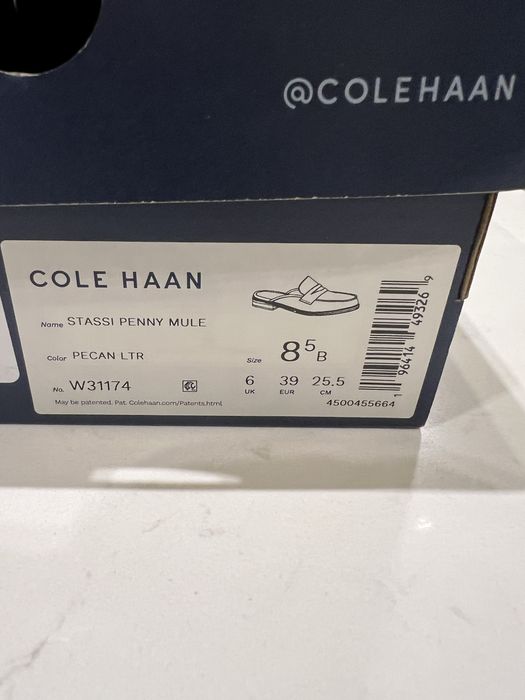 @COLEHAAN
COLE HAAN
Name STASSI PENNY MULE
Color PECAN LTR
No. W31174
May be patented. Pat. Colehaan.com/Patents.html
Size 8 5 B
6 39 25.5
UK EUR CM
4500455664
1 96414 49326 9